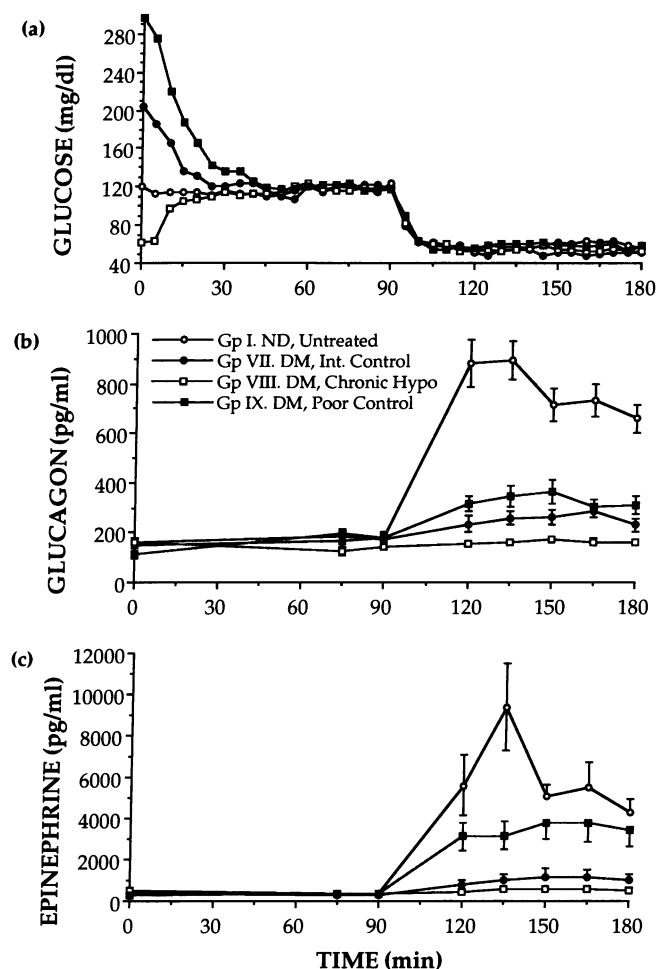 (a)
GLUCOSE (mg/dl)
280
240
200
160
120
80
40
0 30 60 90 120 150 180
(b)
GLUCAGON (pg/ml)
1000
800
600
400
200
0
Gp I. ND, Untreated
Gp VII. DM, Int. Control
Gp VIII. DM, Chronic Hypo
Gp IX. DM, Poor Control
0 30 60 90 120 150 180
(c)
EPINEPHRINE (pg/ml)
12000
10000
8000
6000
4000
2000
0
0 30 60 90 120 150 180
TIME (min)